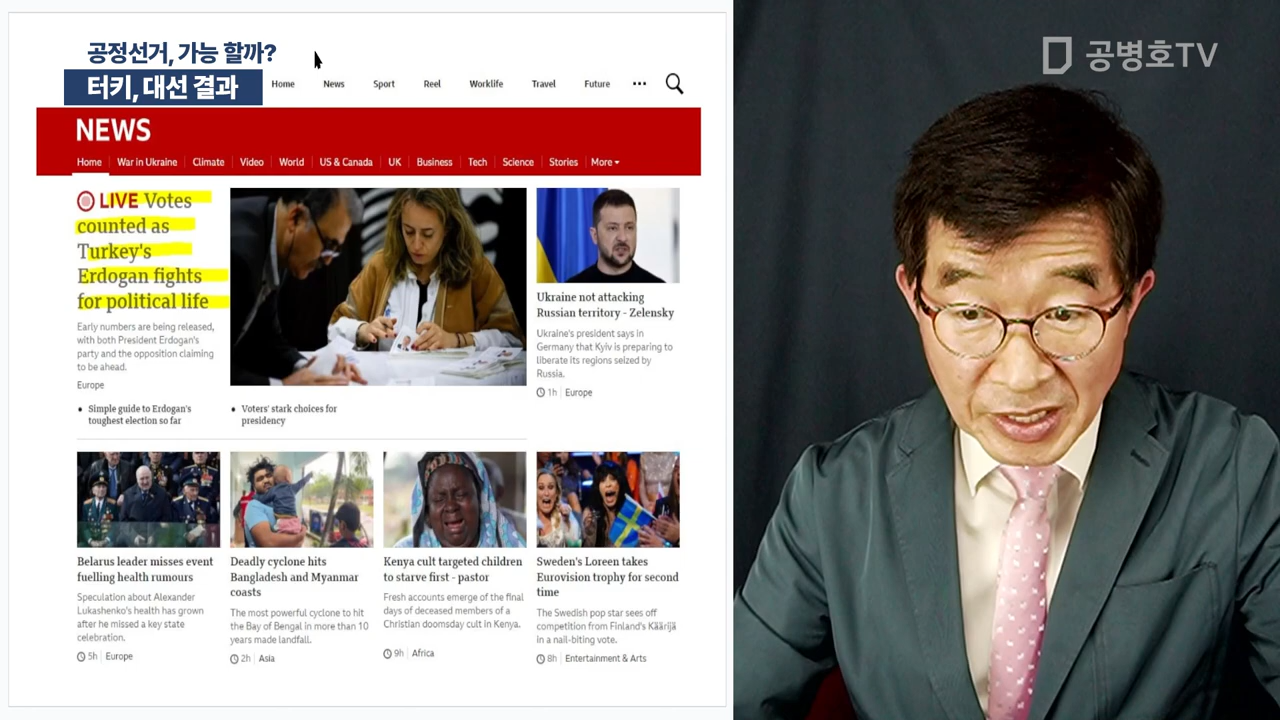 공정선거, 가능 할까?
터키, 대선 결과
공병호TV
Home News Sport Reel Worklife Travel Future
NEWS
Home War in Ukraine Climate Video World US & Canada UK Business Tech Science Stories More
LIVE Votes
counted as
Turkey's
Erdogan fights
for political life
Early numbers are being released,
with both President Erdogan's
party and the opposition claiming
to be ahead.
Europe
Simple guide to Erdogan's
toughest election so far
Voters' stark choices for
presidency
Ukraine not attacking
Russian territory - Zelensky
Ukraine's president says in
Germany that Kyiv is preparing to
liberate its regions seized by
Russia.
1h Europe
Belarus leader misses event
fuelling health rumours
Speculation about Alexander
Lukashenko's health has grown
after he missed a key state
celebration.
5h Europe
Deadly cyclone hits
Bangladesh and Myanmar
coasts
The most powerful cyclone to hit
the Bay of Bengal in more than 10
years made landfall.
2h Asia
Kenya cult targeted children
to starve first - pastor
Fresh accounts emerge of the final
days of deceased members of a
Christian doomsday cult in Kenya.
9h Africa
Sweden's Loreen takes
Eurovision trophy for second
time
The Swedish pop star sees off
competition from Finland's Käärijä
in a nail-biting vote.
8h Entertainment & Arts